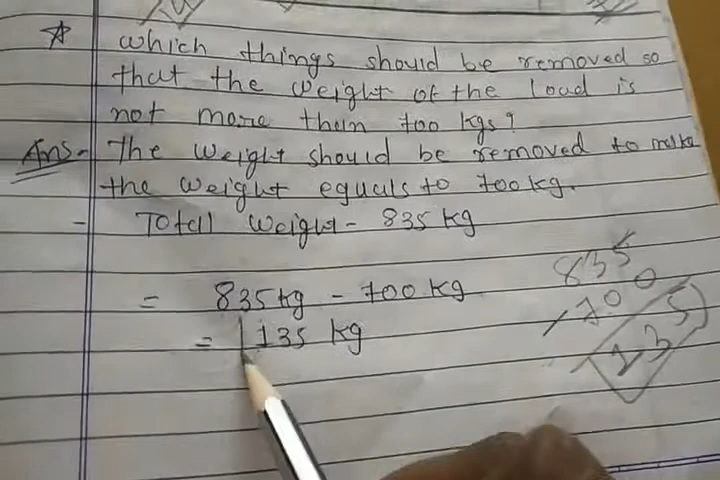 which things should be removed so
that the weight of the load is
not more than 700 kgs?
Ans- The weight should be removed to make
the weight equals to 700 kg.
- Totall weight - 835 kg
= 835 kg - 700 kg
= 135 kg
835
- 700
135